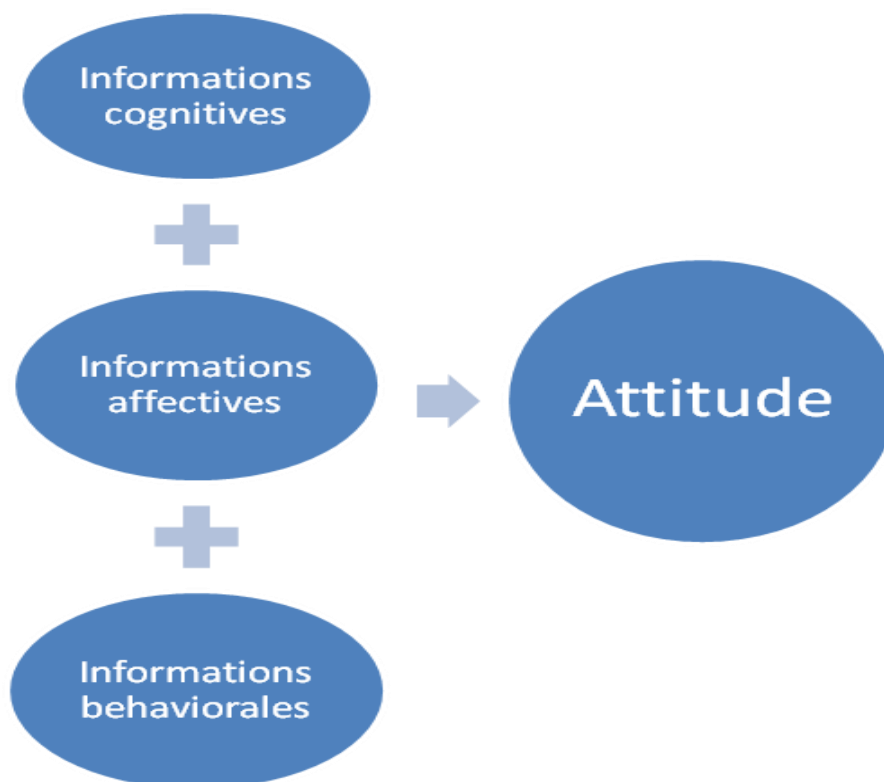 Informations
cognitives
Informations
affectives
Attitude
Informations
behaviorales